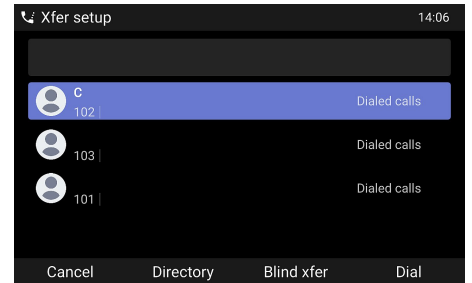 Xfer setup 14:06
C
102 | Dialed calls
103 | Dialed calls
101 | Dialed calls
Cancel Directory Blind xfer Dial